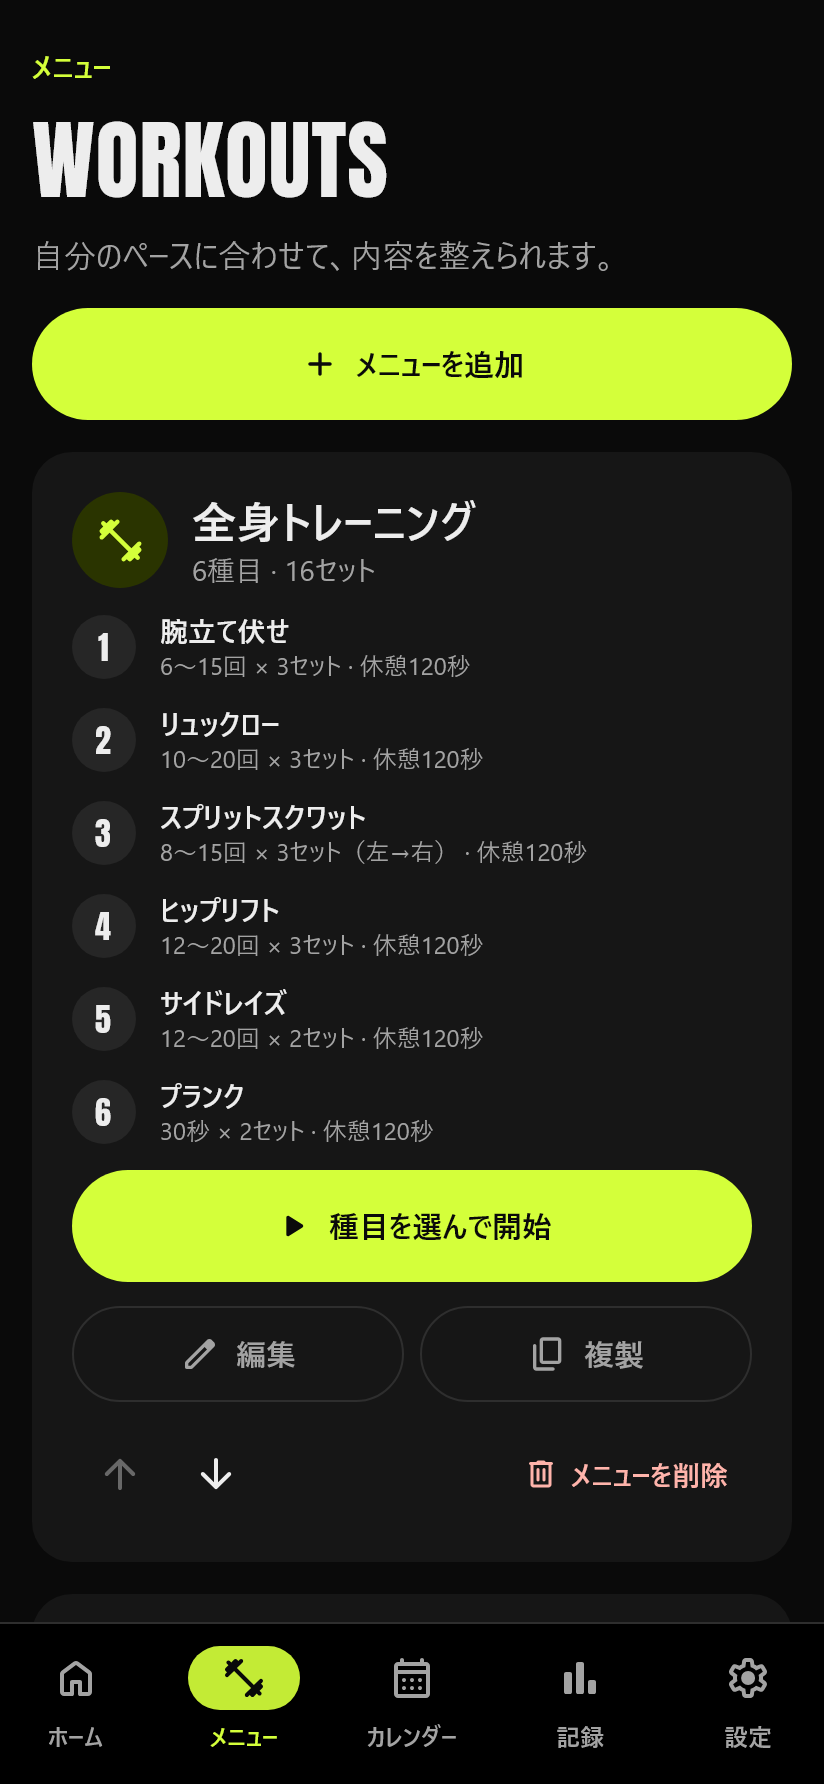 メニュー
WORKOUTS
自分のペースに合わせて、内容を整えられます。
メニューを追加
全身トレーニング
6種目 · 16セット
1
腕立て伏せ
6〜15回 × 3セット · 休憩120秒
2
リュックロー
10〜20回 × 3セット · 休憩120秒
3
スプリットスクワット
8〜15回 × 3セット（左→右） · 休憩120秒
4
ヒップリフト
12〜20回 × 3セット · 休憩120秒
5
サイドレイズ
12〜20回 × 2セット · 休憩120秒
6
プランク
30秒 × 2セット · 休憩120秒
種目を選んで開始
編集
複製
メニューを削除
ホーム
メニュー
カレンダー
記録
設定